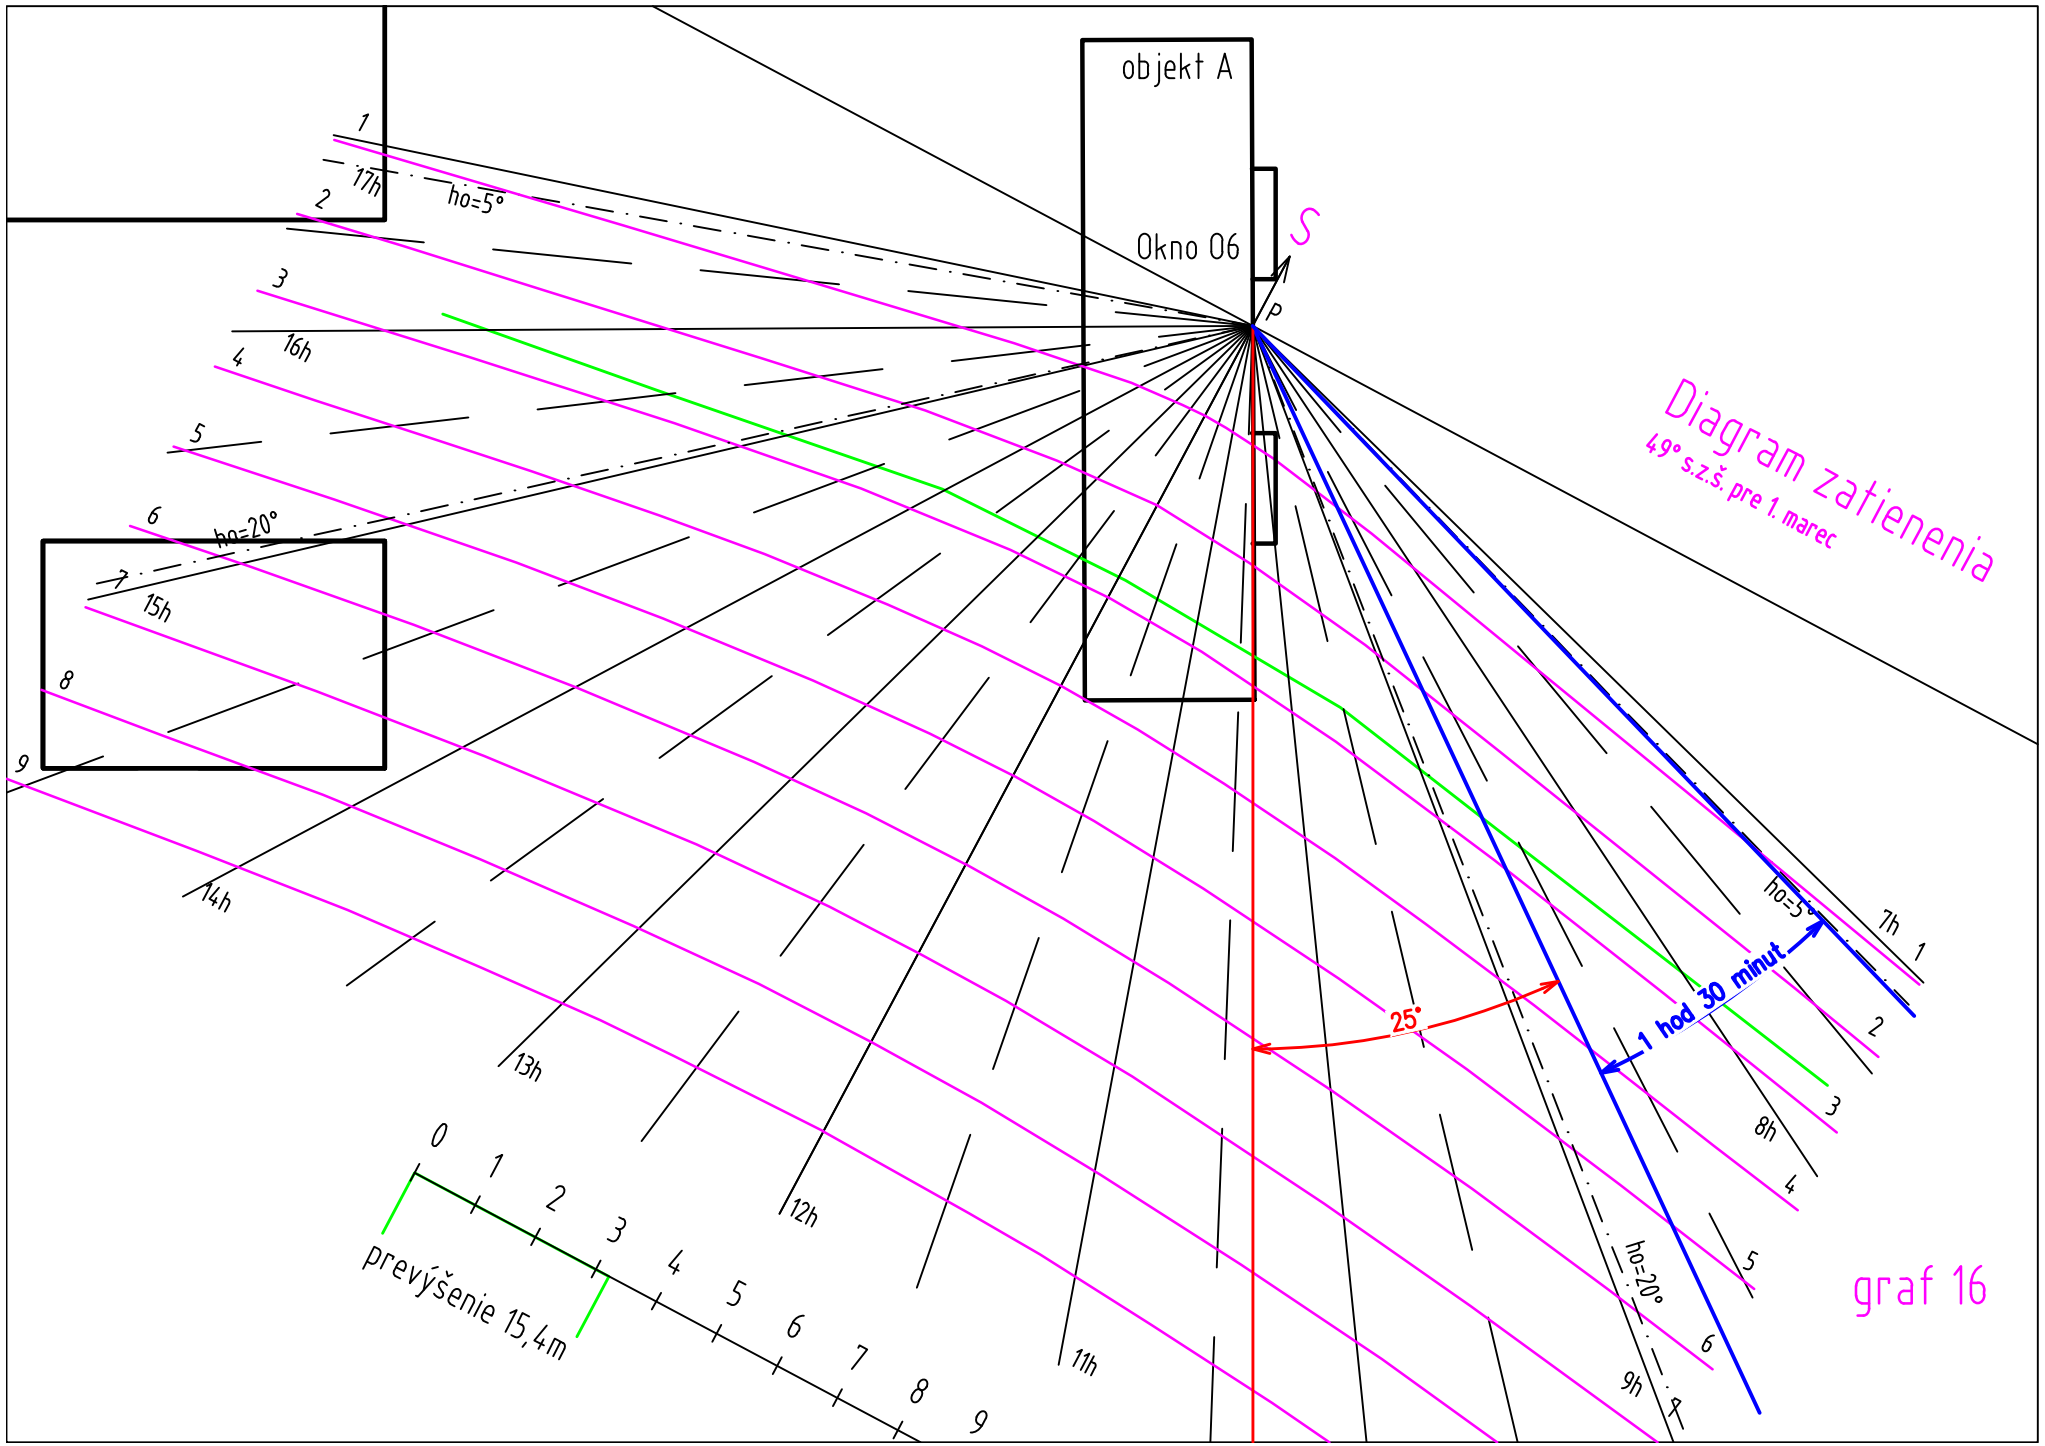 objekt A
1
17h
ho=5°
2
S
Okno 06
P
3
16h
4
Diagram zatienenia
49° s.z.š. pre 1. marec
5
6
ho=20°
7
15h
8
9
14h
ho=5°
7h
1
1 hod 30 minut
25°
2
13h
3
8h
0
1
4
2
12h
3
prevýšenie 15,4m
4
5
ho=20°
5
graf 16
6
6
7
11h
8
9h
7
9